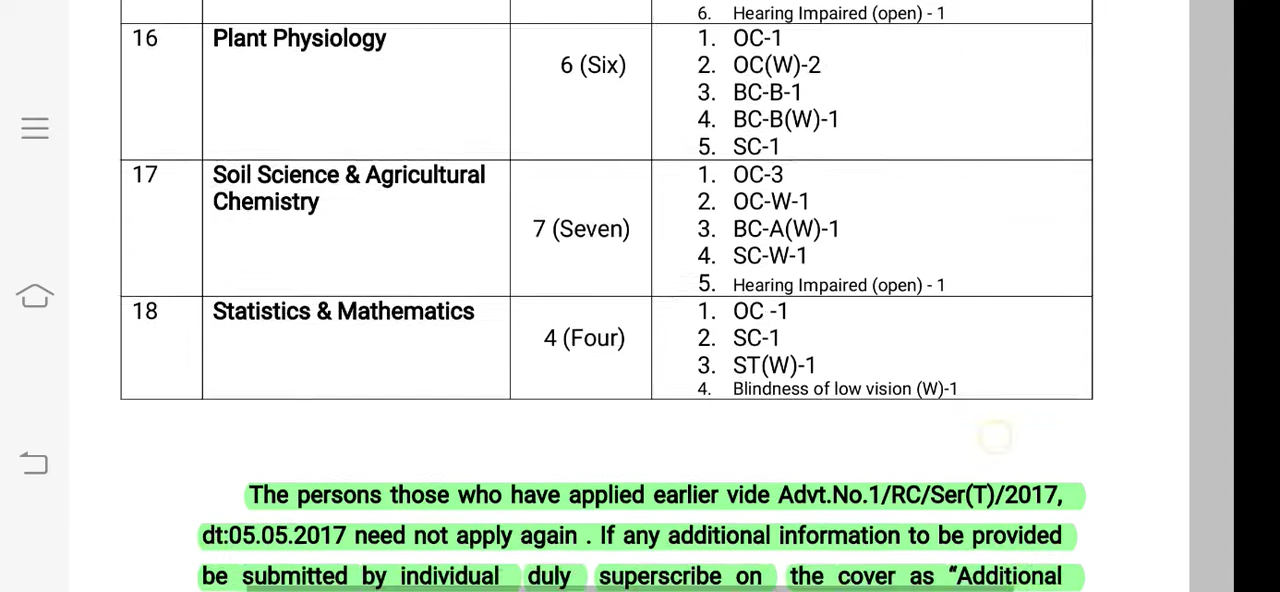 6. Hearing Impaired (open) - 1
16 Plant Physiology 6 (Six)
1. OC-1
2. OC(W)-2
3. BC-B-1
4. BC-B(W)-1
5. SC-1
17 Soil Science & Agricultural Chemistry 7 (Seven)
1. OC-3
2. OC-W-1
3. BC-A(W)-1
4. SC-W-1
5. Hearing Impaired (open) - 1
18 Statistics & Mathematics 4 (Four)
1. OC -1
2. SC-1
3. ST(W)-1
4. Blindness of low vision (W)-1
The persons those who have applied earlier vide Advt.No.1/RC/Ser(T)/2017,
dt:05.05.2017 need not apply again . If any additional information to be provided
be submitted by individual duly superscribe on the cover as “Additional